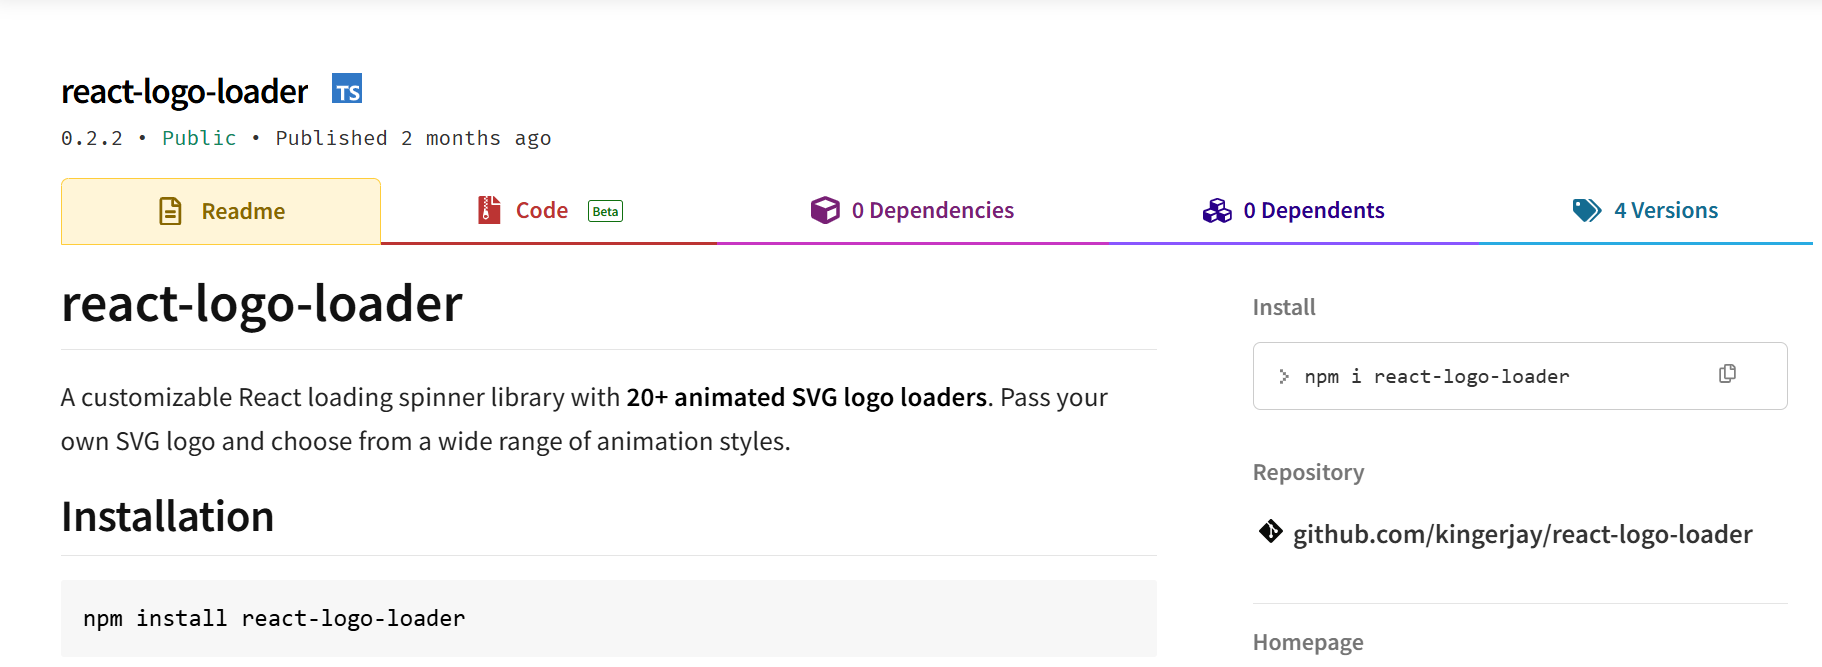 react-logo-loader TS
0.2.2 • Public • Published 2 months ago
Readme
Code Beta
0 Dependencies
0 Dependents
4 Versions
react-logo-loader
A customizable React loading spinner library with 20+ animated SVG logo loaders. Pass your
own SVG logo and choose from a wide range of animation styles.
Installation
npm install react-logo-loader
Install
> npm i react-logo-loader
Repository
github.com/kingerjay/react-logo-loader
Homepage